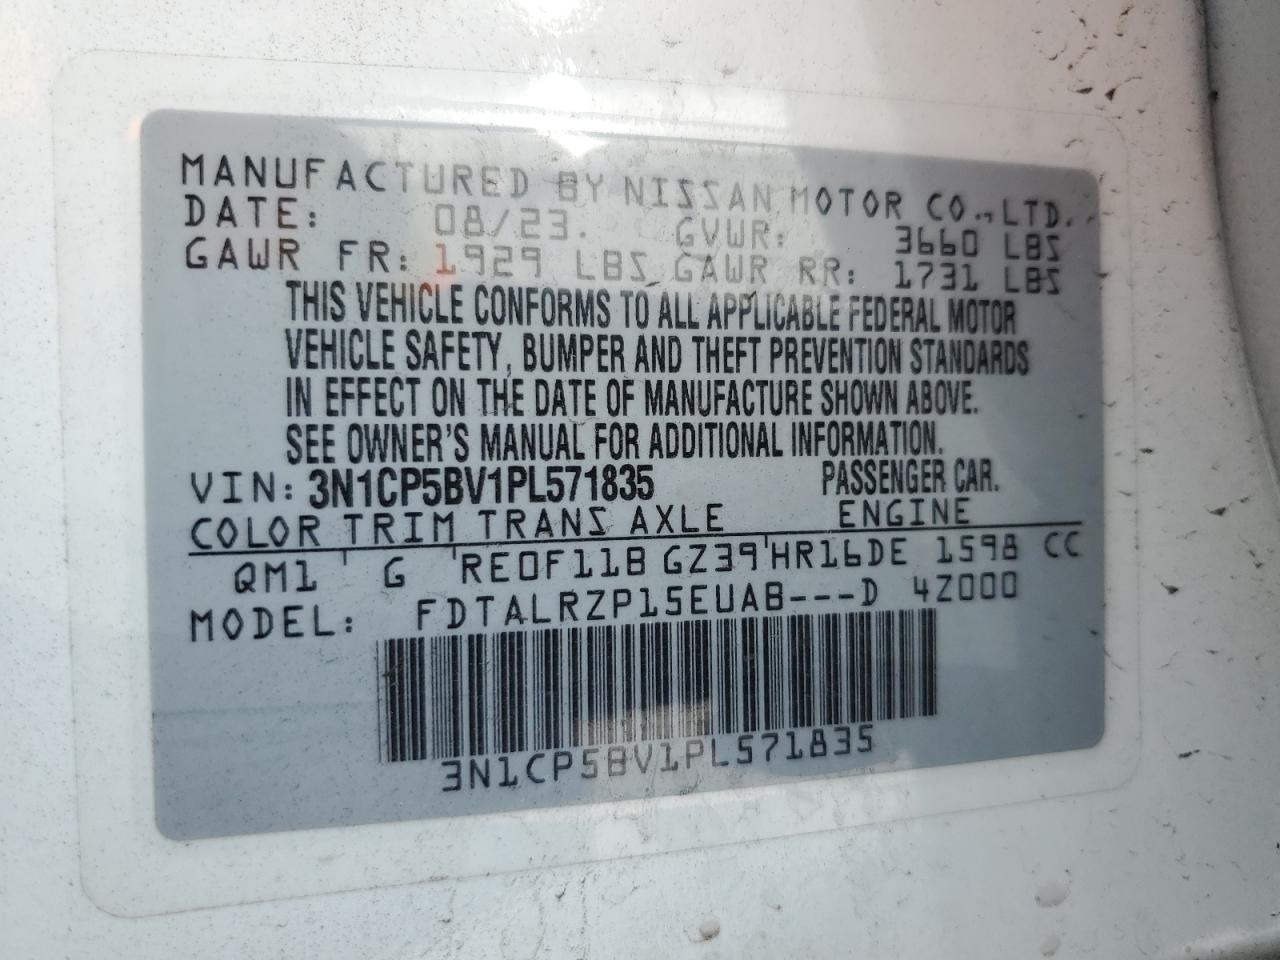 MANUFACTURED BY NISSAN MOTOR CO., LTD.
DATE: 08/23. GVWR: 3660 LBS
GAWR FR: 1929 LBS GAWR RR: 1731 LBS
THIS VEHICLE CONFORMS TO ALL APPLICABLE FEDERAL MOTOR
VEHICLE SAFETY, BUMPER AND THEFT PREVENTION STANDARDS
IN EFFECT ON THE DATE OF MANUFACTURE SHOWN ABOVE.
SEE OWNER'S MANUAL FOR ADDITIONAL INFORMATION.
VIN: 3N1CP5BV1PL571835 PASSENGER CAR.
COLOR TRIM TRANS AXLE ENGINE
QM1 ' G 'RE0F11B GZ39'HR16DE 1598 CC
MODEL: FDTALRZP15EUAB---D 4Z000
3N1CP5BV1PL571835